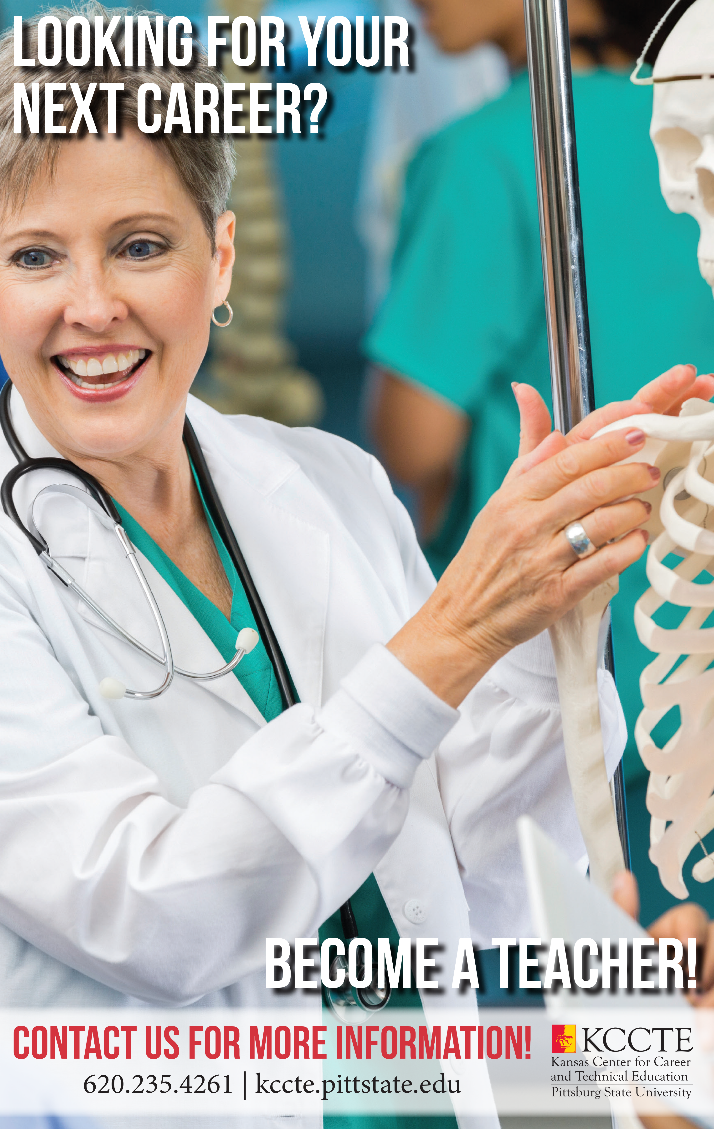 LOOKING FOR YOUR
NEXT CAREER?
BECOME A TEACHER!
CONTACT US FOR MORE INFORMATION!
620.235.4261 | kccte.pittstate.edu
KCCTE
Kansas Center for Career
and Technical Education
Pittsburg State University